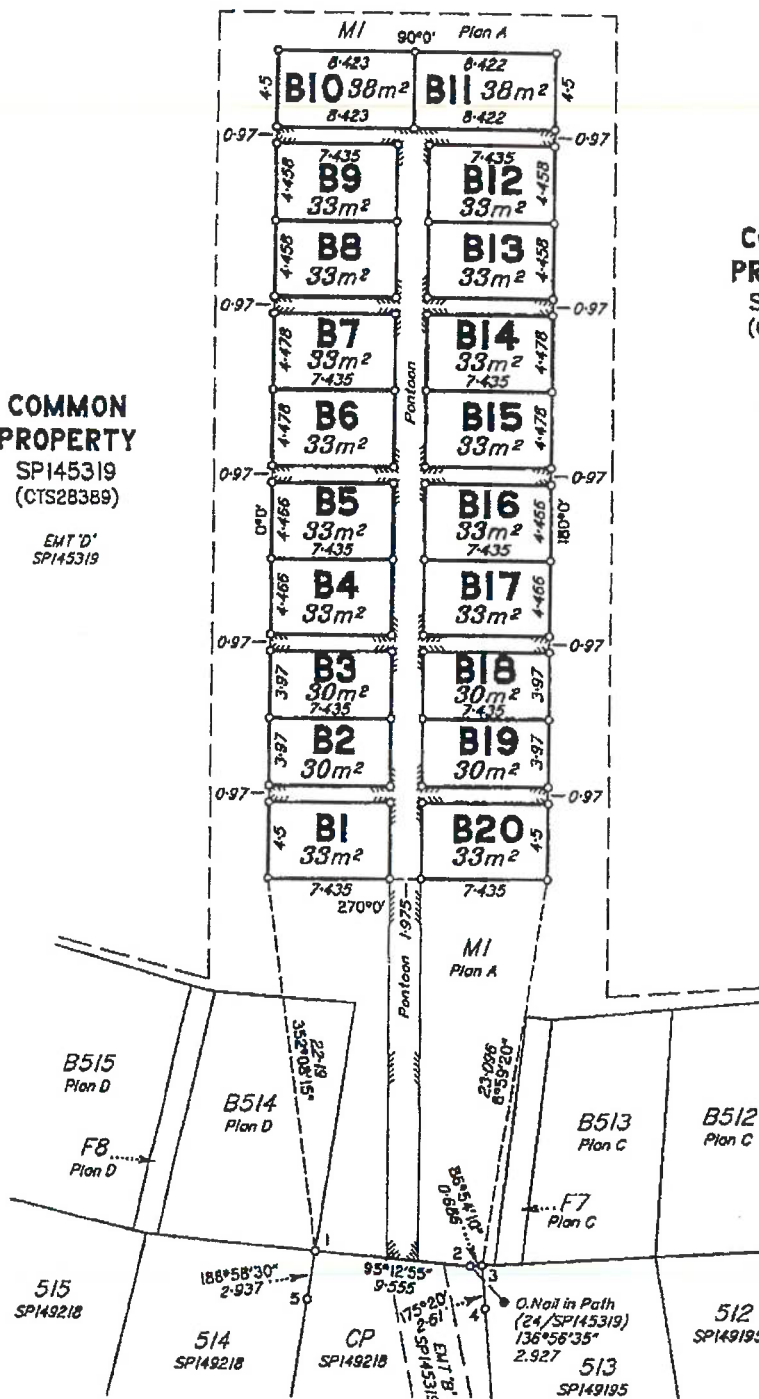 M1
90°0'
Plan A
8·423
8·422
4·5
B10 38m²
B11 38m²
4·5
8·423
8·422
0·97
0·97
7·435
7·435
4·458
B9
B12
4·458
33m²
33m²
4·458
B8
B13
4·458
33m²
33m²
0·97
0·97
4·478
B7
B14
4·478
33m²
33m²
7·435
7·435
Pontoon
4·478
B6
B15
4·478
33m²
33m²
0·97
0·97
COMMON
PROPERTY
SP145319
(CTS28389)
EMT 'D'
SP145319
0°0'
4·466
B5
B16
4·466
180°0'
33m²
33m²
7·435
7·435
4·466
B4
B17
4·466
33m²
33m²
0·97
0·97
3·97
B3
B18
3·97
30m²
30m²
7·435
7·435
3·97
B2
B19
3·97
30m²
30m²
0·97
0·97
4·5
B1
B20
4·5
33m²
33m²
7·435
7·435
270°0'
1·975
Pontoon
M1
Plan A
22·19
352°08'15"
23·096
8°59'20"
B515
Plan D
B514
Plan D
F8
Plan D
B513
Plan C
B512
Plan C
F7
Plan C
86°54'10"
0·686
1
2
3
188°58'30"
2·937
5
95°12'55"
9·555
175°20'
2·61
4
O.Nail in Path
(24/SP145319)
136°56'35"
2·927
515
SP149218
514
SP149218
CP
SP149218
EMT 'B'
SP145319
513
SP149195
512
SP149195